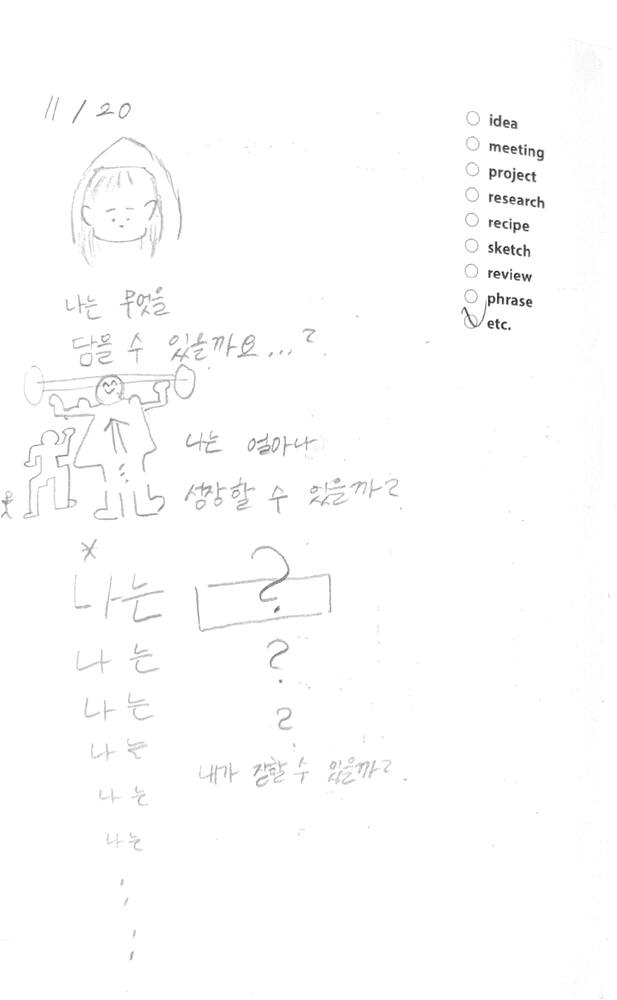 11/20
idea
meeting
project
research
recipe
sketch
review
phrase
etc.
나는 무엇을
담을 수 있을까요...?
나는 얼마나
성장할 수 있을까?
*
나는 ?
나는 ?
나는 ?
나는
나는
나는
내가 잘할 수 있을까?